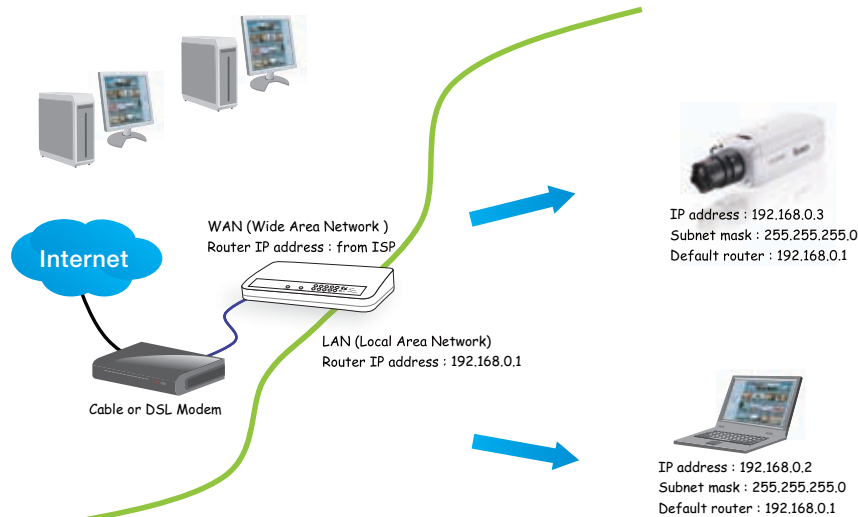 WAN (Wide Area Network )
Router IP address : from ISP
Internet
LAN (Local Area Network)
Router IP address : 192.168.0.1
Cable or DSL Modem
IP address : 192.168.0.3
Subnet mask : 255.255.255.0
Default router : 192.168.0.1
IP address : 192.168.0.2
Subnet mask : 255.255.255.0
Default router : 192.168.0.1